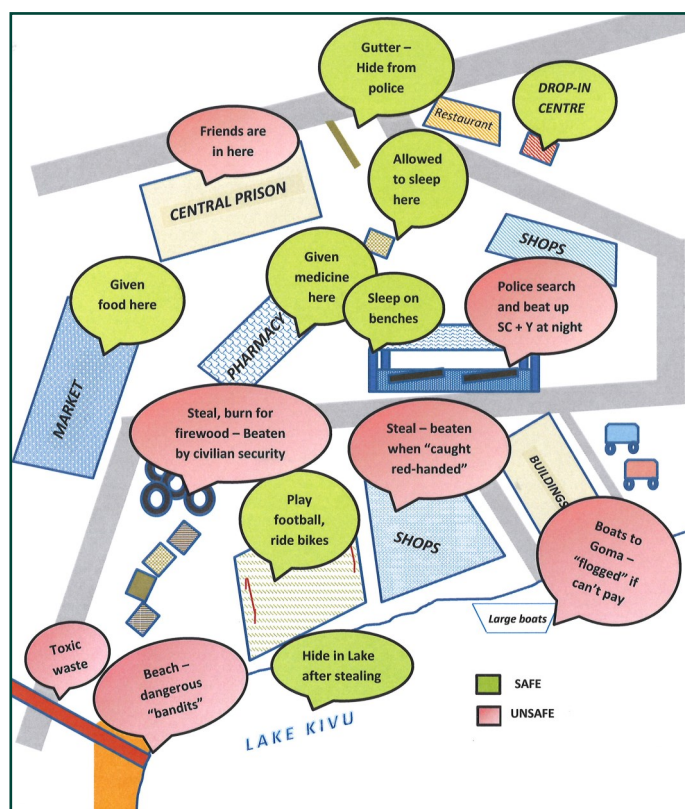 Gutter –
Hide from
police
DROP-IN
CENTRE
Restaurant
Friends are
in here
Allowed
to sleep
here
CENTRAL PRISON
SHOPS
Given
medicine
here
Given
food here
Sleep on
benches
Police search
and beat up
SC + Y at night
PHARMACY
MARKET
Steal, burn for
firewood – Beaten
by civilian security
Steal – beaten
when “caught
red-handed”
BUILDINGS
Play
football,
ride bikes
SHOPS
Boats to
Goma –
“flogged” if
can’t pay
Large boats
Toxic
waste
Beach –
dangerous
“bandits”
Hide in Lake
after stealing
SAFE
UNSAFE
LAKE KIVU